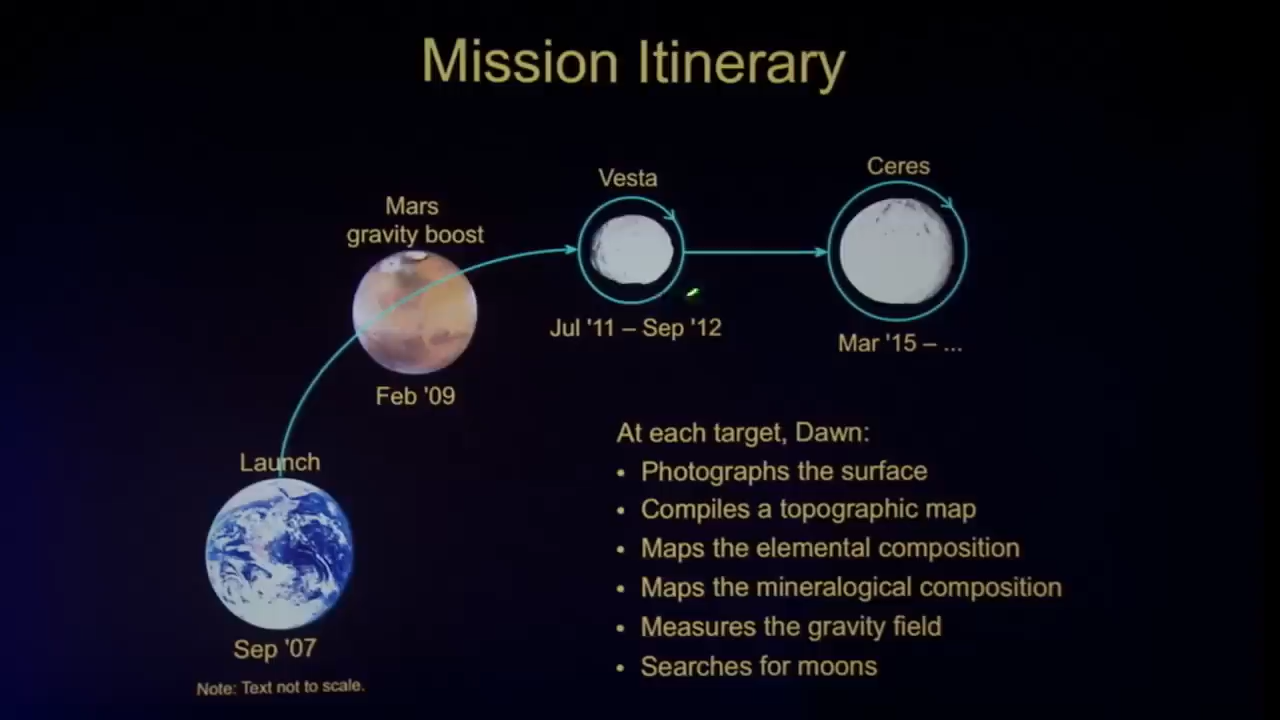 Mission Itinerary
Ceres
Vesta
Mars
gravity boost
Jul '11 – Sep '12
Mar '15 – ...
Feb '09
Launch
Sep '07
Note: Text not to scale.
At each target, Dawn:
• Photographs the surface
• Compiles a topographic map
• Maps the elemental composition
• Maps the mineralogical composition
• Measures the gravity field
• Searches for moons